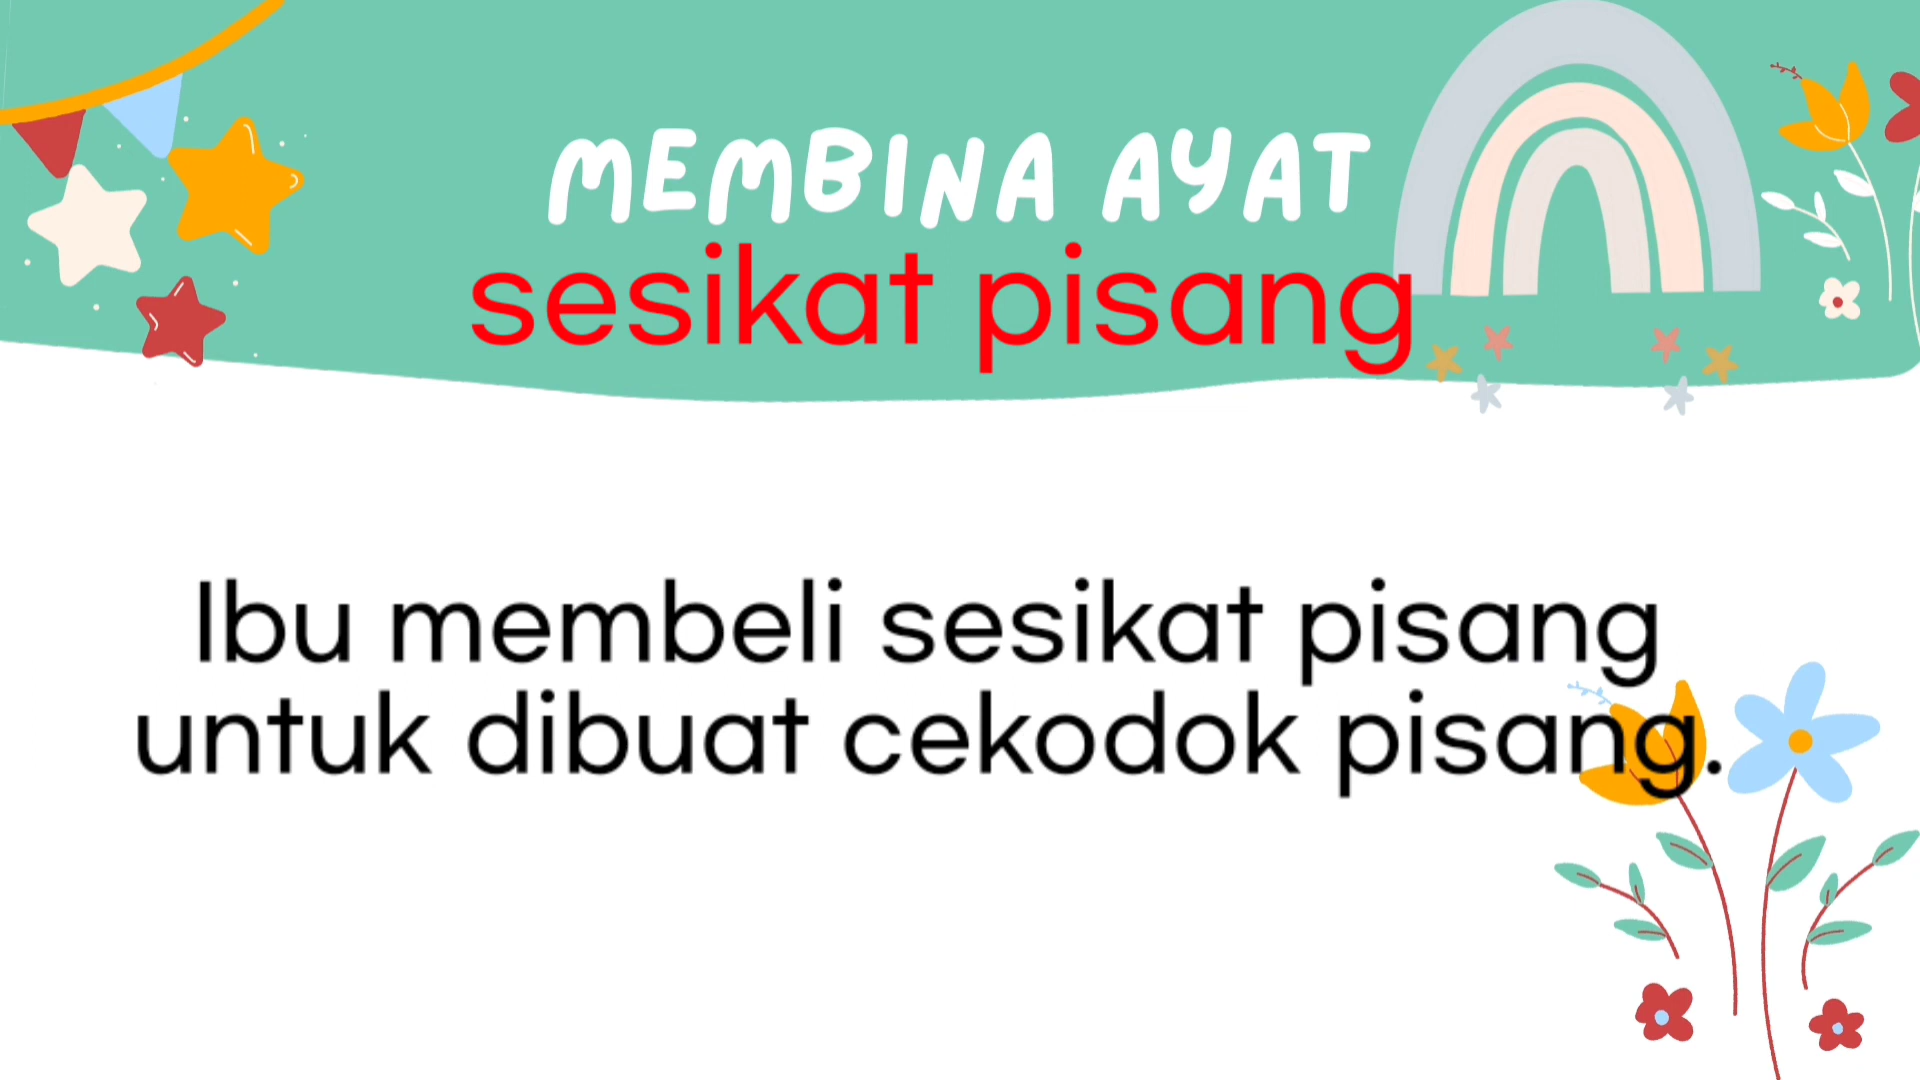 MEMBINA AYAT
sesikat pisang
Ibu membeli sesikat pisang
untuk dibuat cekodok pisang.